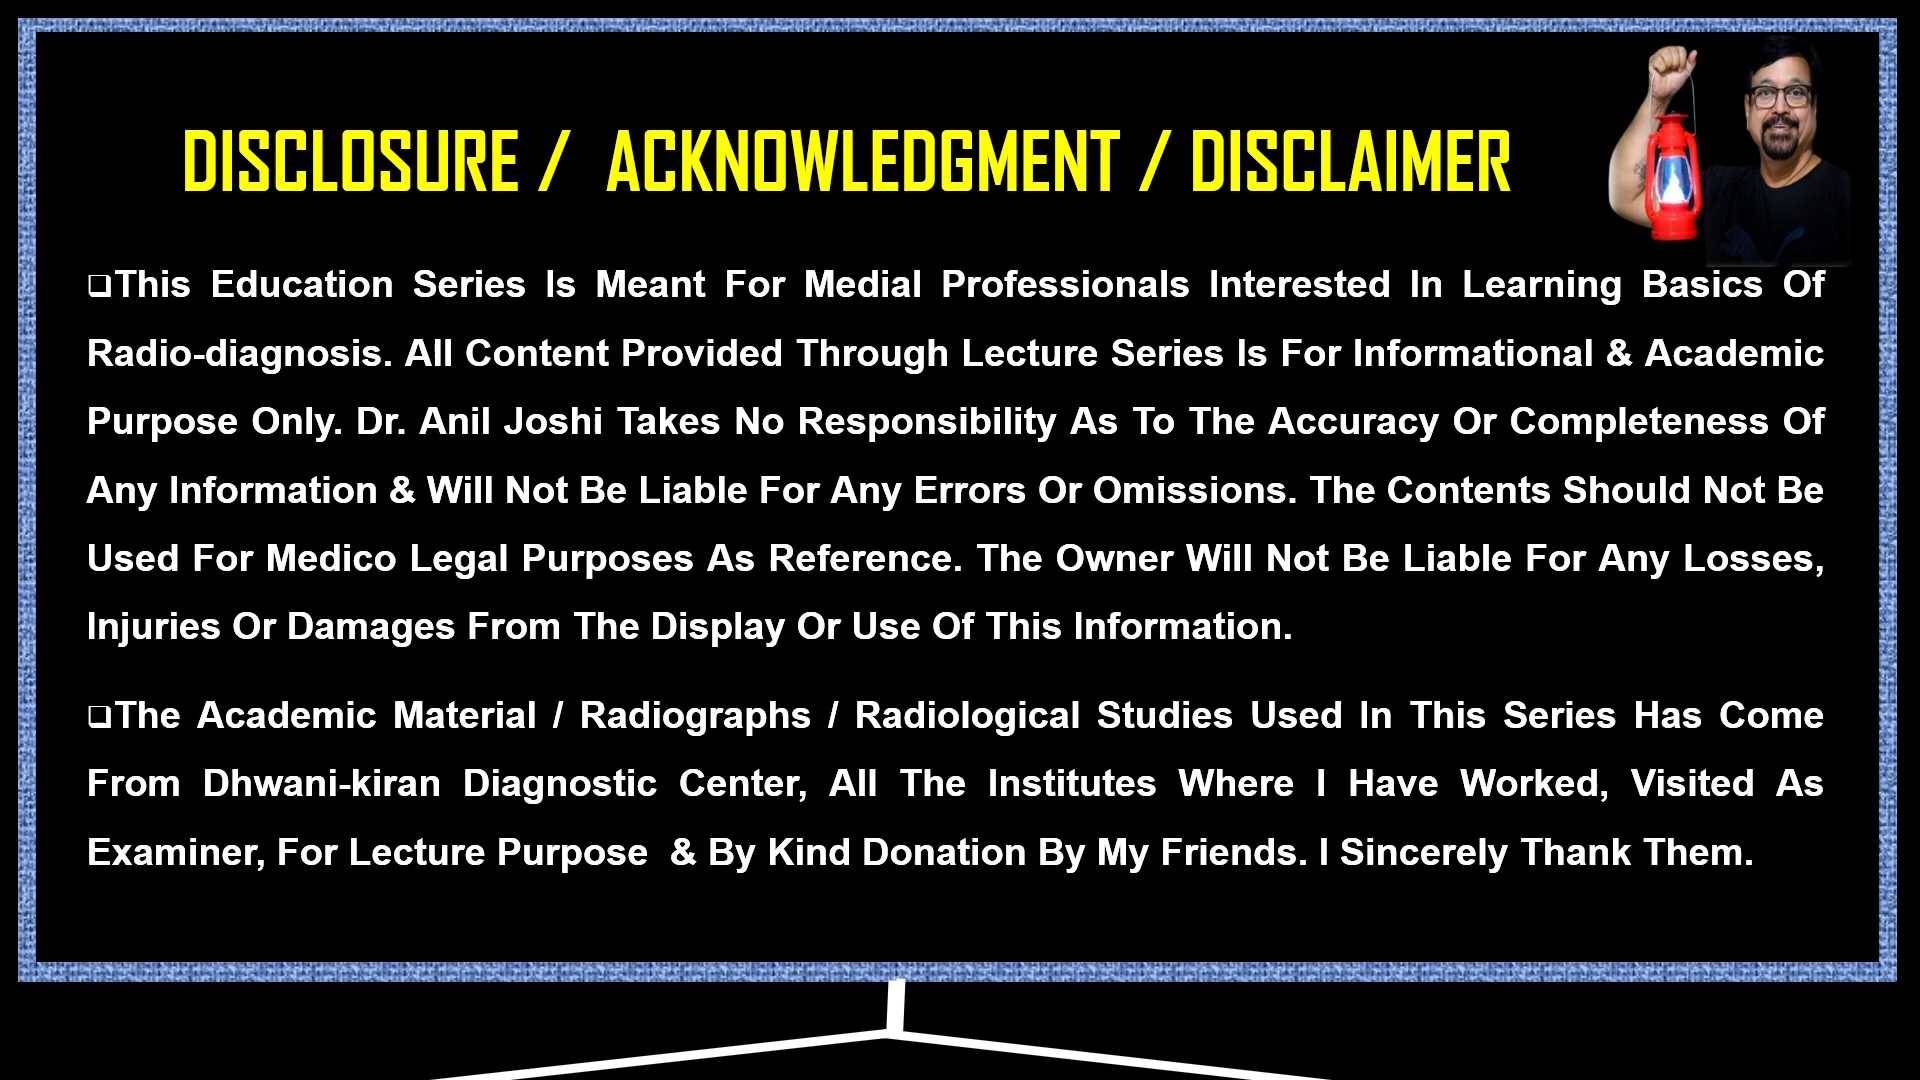 DISCLOSURE / ACKNOWLEDGMENT / DISCLAIMER
❑This Education Series Is Meant For Medial Professionals Interested In Learning Basics Of
Radio-diagnosis. All Content Provided Through Lecture Series Is For Informational & Academic
Purpose Only. Dr. Anil Joshi Takes No Responsibility As To The Accuracy Or Completeness Of
Any Information & Will Not Be Liable For Any Errors Or Omissions. The Contents Should Not Be
Used For Medico Legal Purposes As Reference. The Owner Will Not Be Liable For Any Losses,
Injuries Or Damages From The Display Or Use Of This Information.
❑The Academic Material / Radiographs / Radiological Studies Used In This Series Has Come
From Dhwani-kiran Diagnostic Center, All The Institutes Where I Have Worked, Visited As
Examiner, For Lecture Purpose & By Kind Donation By My Friends. I Sincerely Thank Them.